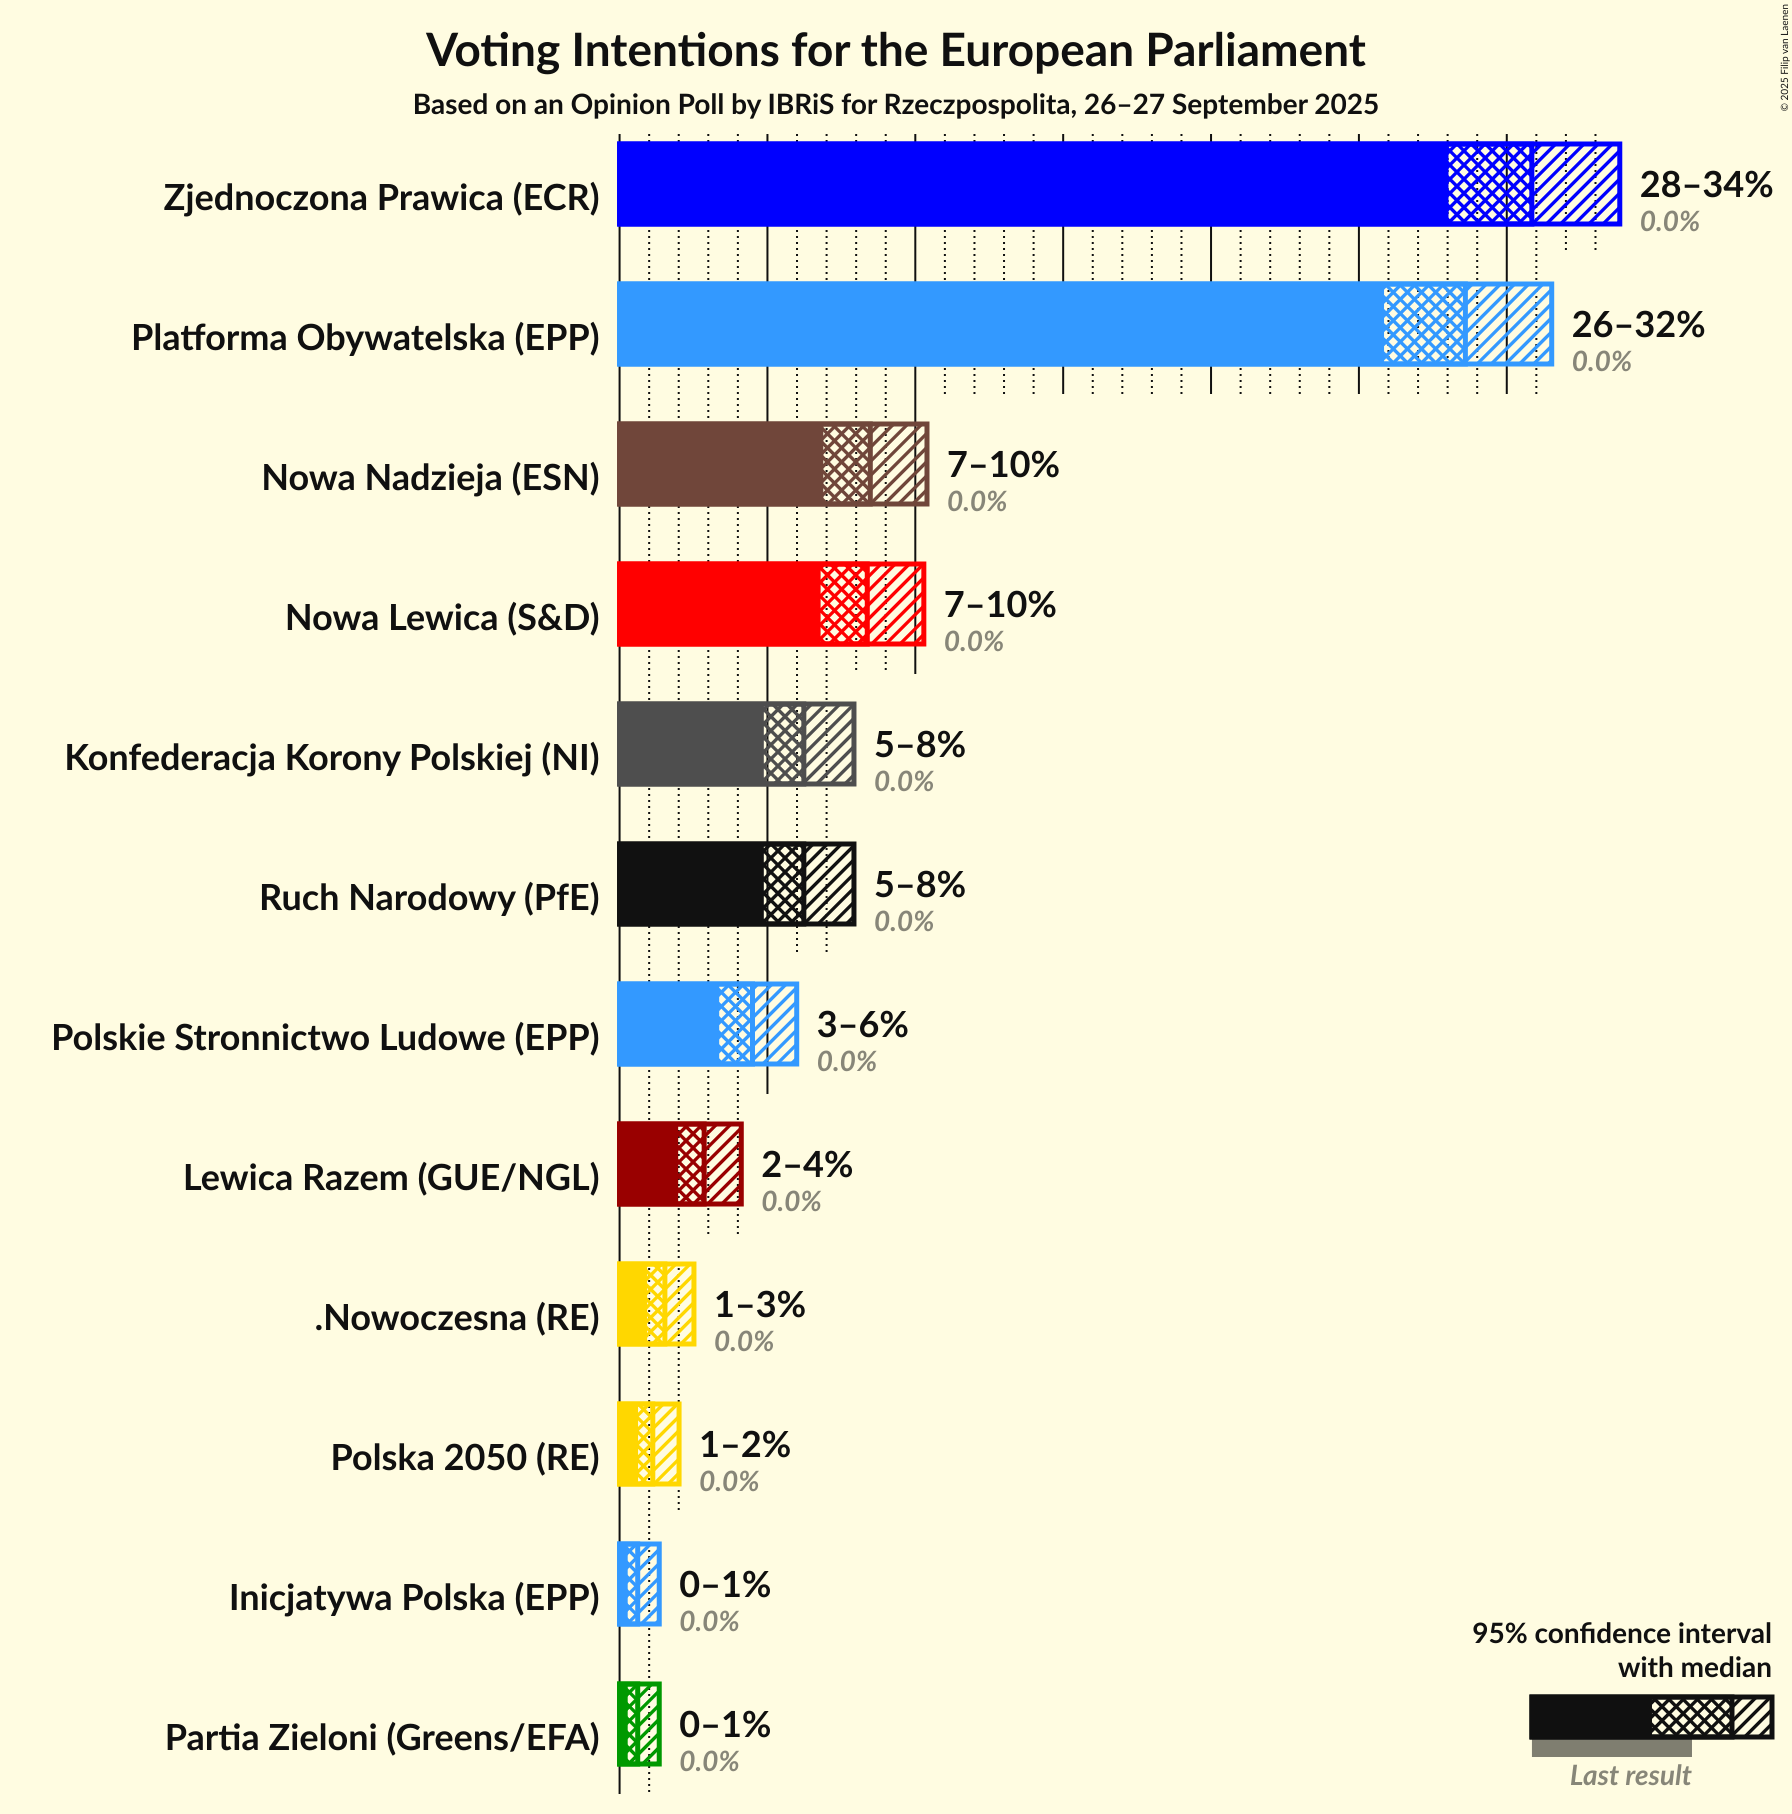 Voting Intentions for the European Parliament
Based on an Opinion Poll by IBRiS for Rzeczpospolita, 26–27 September 2025
© 2025 Filip van Laenen
Zjednoczona Prawica (ECR)
28–34%
0.0%
Platforma Obywatelska (EPP)
26–32%
0.0%
Nowa Nadzieja (ESN)
7–10%
0.0%
Nowa Lewica (S&D)
7–10%
0.0%
Konfederacja Korony Polskiej (NI)
5–8%
0.0%
Ruch Narodowy (PfE)
5–8%
0.0%
Polskie Stronnictwo Ludowe (EPP)
3–6%
0.0%
Lewica Razem (GUE/NGL)
2–4%
0.0%
.Nowoczesna (RE)
1–3%
0.0%
Polska 2050 (RE)
1–2%
0.0%
Inicjatywa Polska (EPP)
0–1%
0.0%
Partia Zieloni (Greens/EFA)
0–1%
0.0%
95% confidence interval
with median
Last result